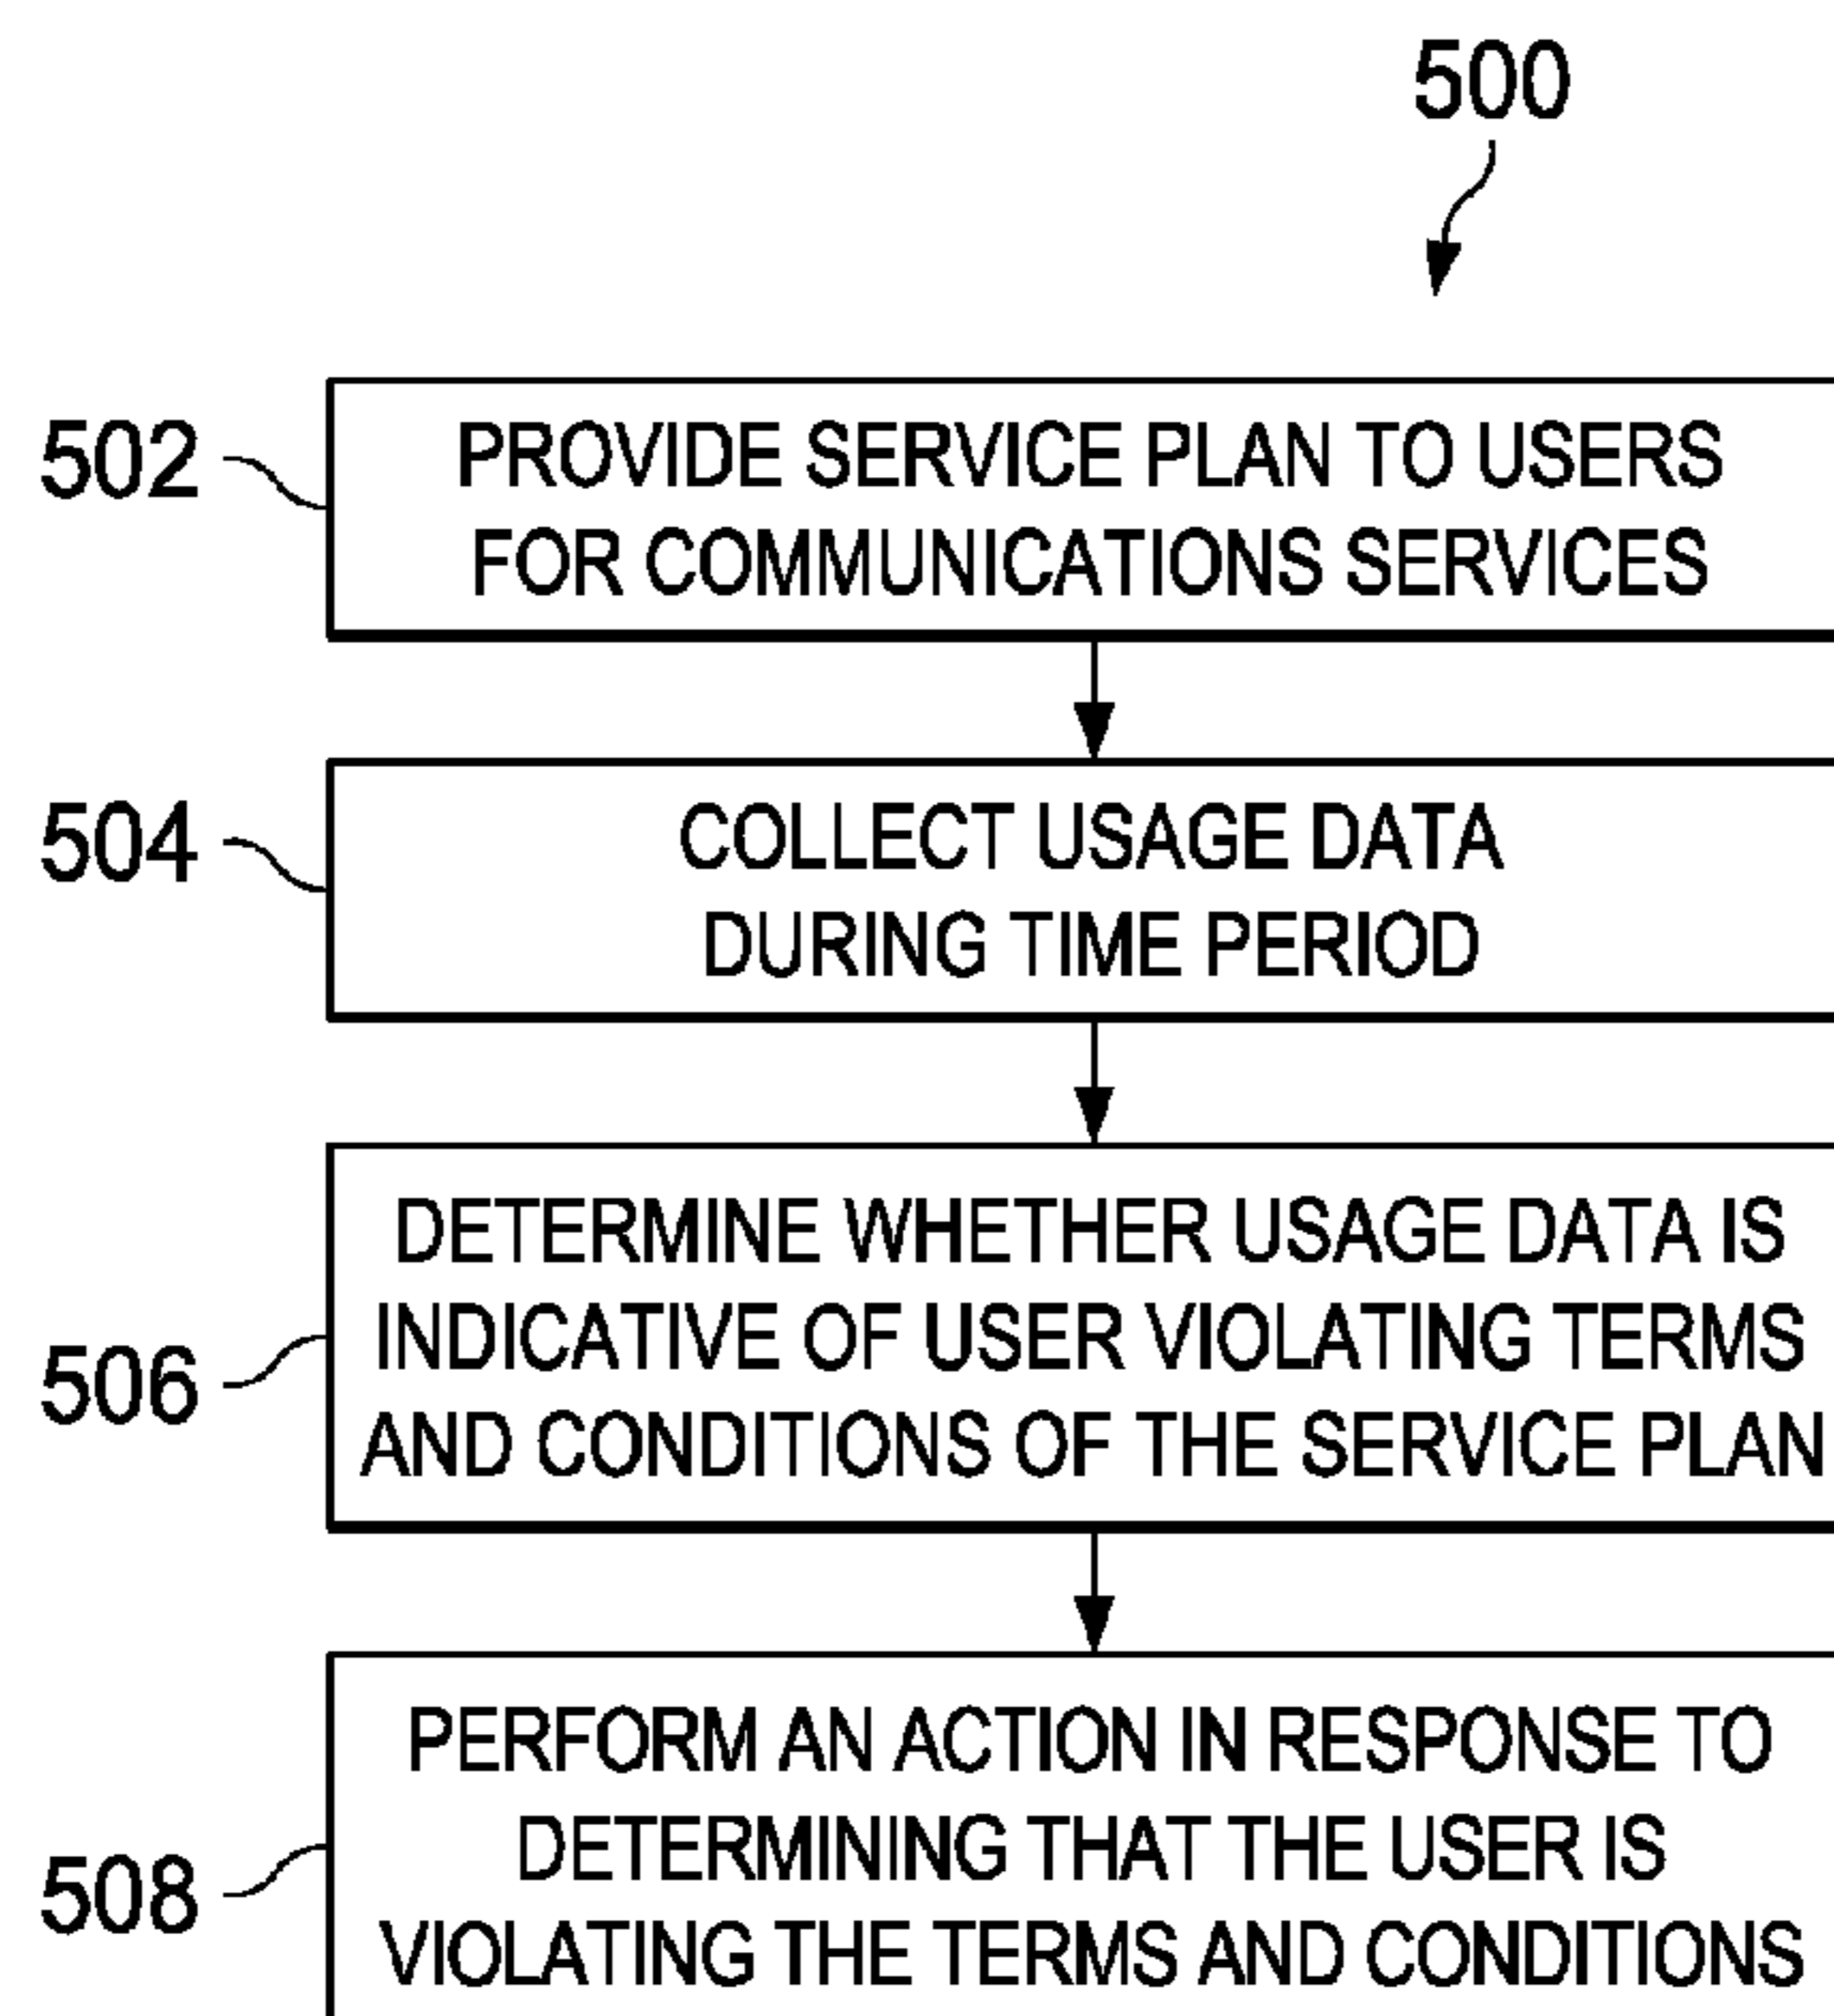 500
502
PROVIDE SERVICE PLAN TO USERS
FOR COMMUNICATIONS SERVICES
504
COLLECT USAGE DATA
DURING TIME PERIOD
506
DETERMINE WHETHER USAGE DATA IS
INDICATIVE OF USER VIOLATING TERMS
AND CONDITIONS OF THE SERVICE PLAN
508
PERFORM AN ACTION IN RESPONSE TO
DETERMINING THAT THE USER IS
VIOLATING THE TERMS AND CONDITIONS